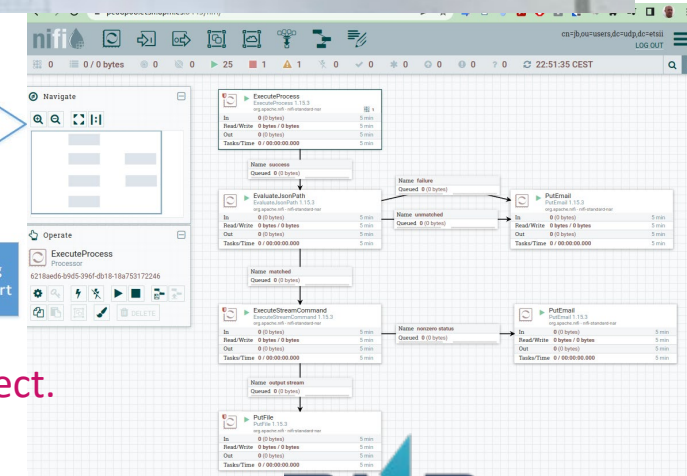 nifi
cn=jb,ou=users,dc=udp,dc=etsii
LOG OUT
0 0 / 0 bytes 0 0 25 1 1 0 0 0 0 0 0 22:51:35 CEST
Navigate
Operate
ExecuteProcess
Processor
6218aed6-b9d5-396f-db18-18a753172246
DELETE
ExecuteProcess
ExecuteProcess 1.15.3
org.apache.nifi - nifi-standard-nar
In 0 (0 bytes) 5 min
Read/Write 0 bytes / 0 bytes 5 min
Out 0 (0 bytes) 5 min
Tasks/Time 0 / 00:00:00.000 5 min
Name success
Queued 0 (0 bytes)
EvaluateJsonPath
EvaluateJsonPath 1.15.3
org.apache.nifi - nifi-standard-nar
In 0 (0 bytes) 5 min
Read/Write 0 bytes / 0 bytes 5 min
Out 0 (0 bytes) 5 min
Tasks/Time 0 / 00:00:00.000 5 min
Name failure
Queued 0 (0 bytes)
Name unmatched
Queued 0 (0 bytes)
PutEmail
PutEmail 1.15.3
org.apache.nifi - nifi-standard-nar
In 0 (0 bytes) 5 min
Read/Write 0 bytes / 0 bytes 5 min
Out 0 (0 bytes) 5 min
Tasks/Time 0 / 00:00:00.000 5 min
Name matched
Queued 0 (0 bytes)
ExecuteStreamCommand
ExecuteStreamCommand 1.15.3
org.apache.nifi - nifi-standard-nar
In 0 (0 bytes) 5 min
Read/Write 0 bytes / 0 bytes 5 min
Out 0 (0 bytes) 5 min
Tasks/Time 0 / 00:00:00.000 5 min
Name nonzero status
Queued 0 (0 bytes)
PutEmail
PutEmail 1.15.3
org.apache.nifi - nifi-standard-nar
In 0 (0 bytes) 5 min
Read/Write 0 bytes / 0 bytes 5 min
Out 0 (0 bytes) 5 min
Tasks/Time 0 / 00:00:00.000 5 min
Name output stream
Queued 0 (0 bytes)
PutFile
PutFile 1.15.3
org.apache.nifi - nifi-standard-nar
In 0 (0 bytes) 5 min
Read/Write 0 bytes / 0 bytes 5 min
Out 0 (0 bytes) 5 min
Tasks/Time 0 / 00:00:00.000 5 min
ect.